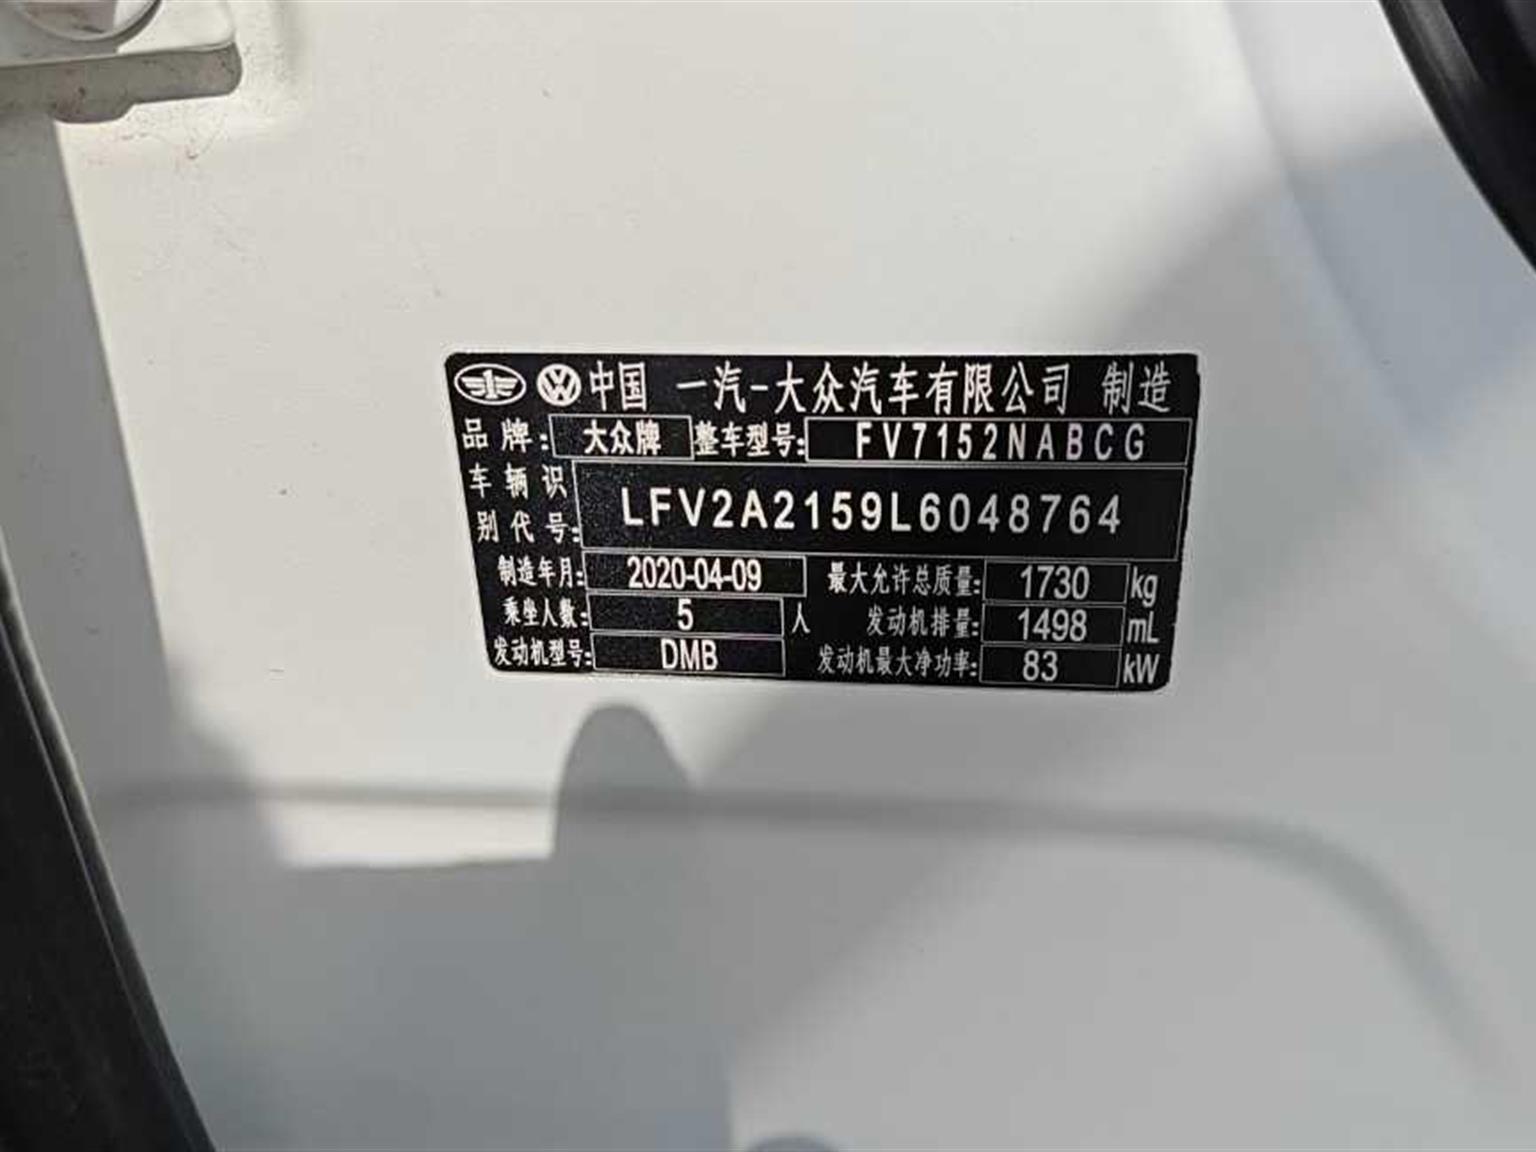 中国 一汽-大众汽车有限公司 制造
品牌: 大众牌 整车型号: FV7152NABCG
车辆识别代号: LFV2A2159L6048764
制造年月: 2020-04-09 最大允许总质量: 1730 kg
乘坐人数: 5 人 发动机排量: 1498 mL
发动机型号: DMB 发动机最大净功率: 83 kW